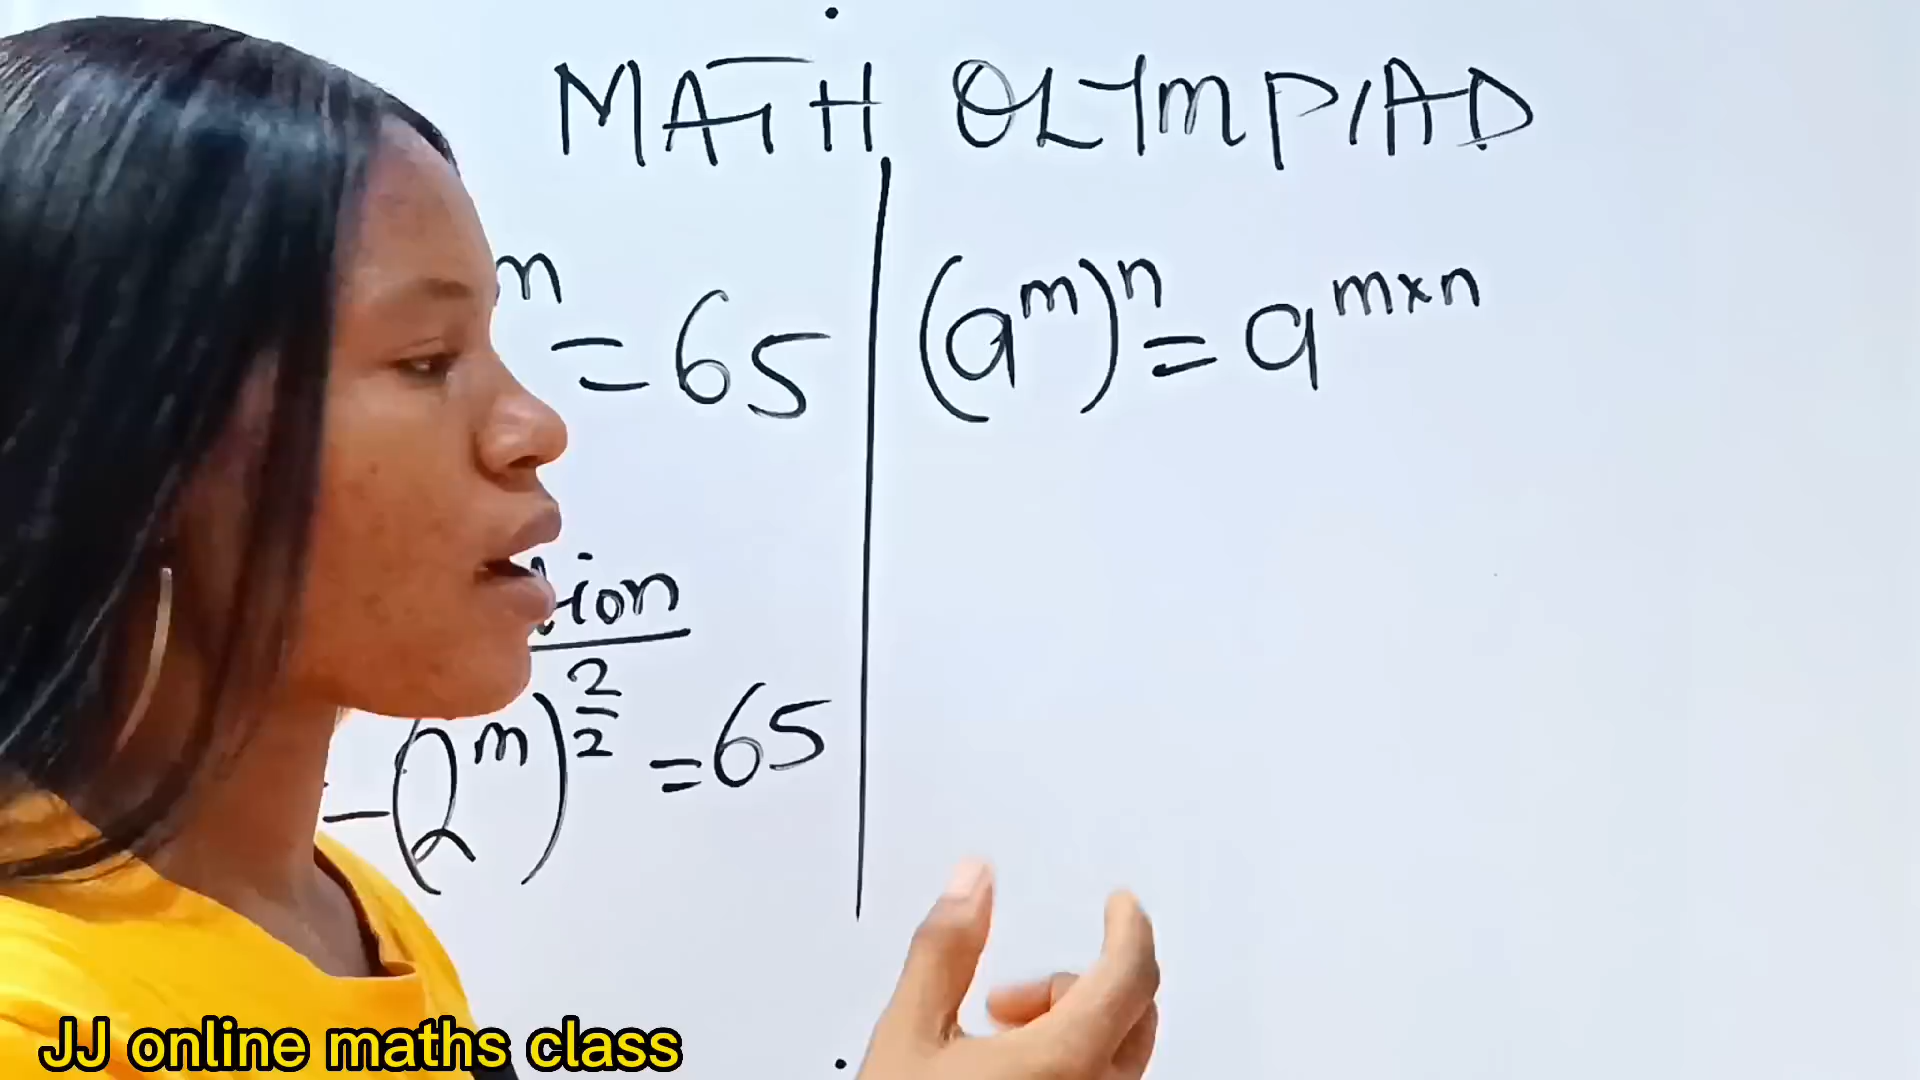 MATH OLYMPIAD
m = 65
(a^m)^n = a^{m×n}
tion
-(2^m)^{2/2} = 65
JJ online maths class